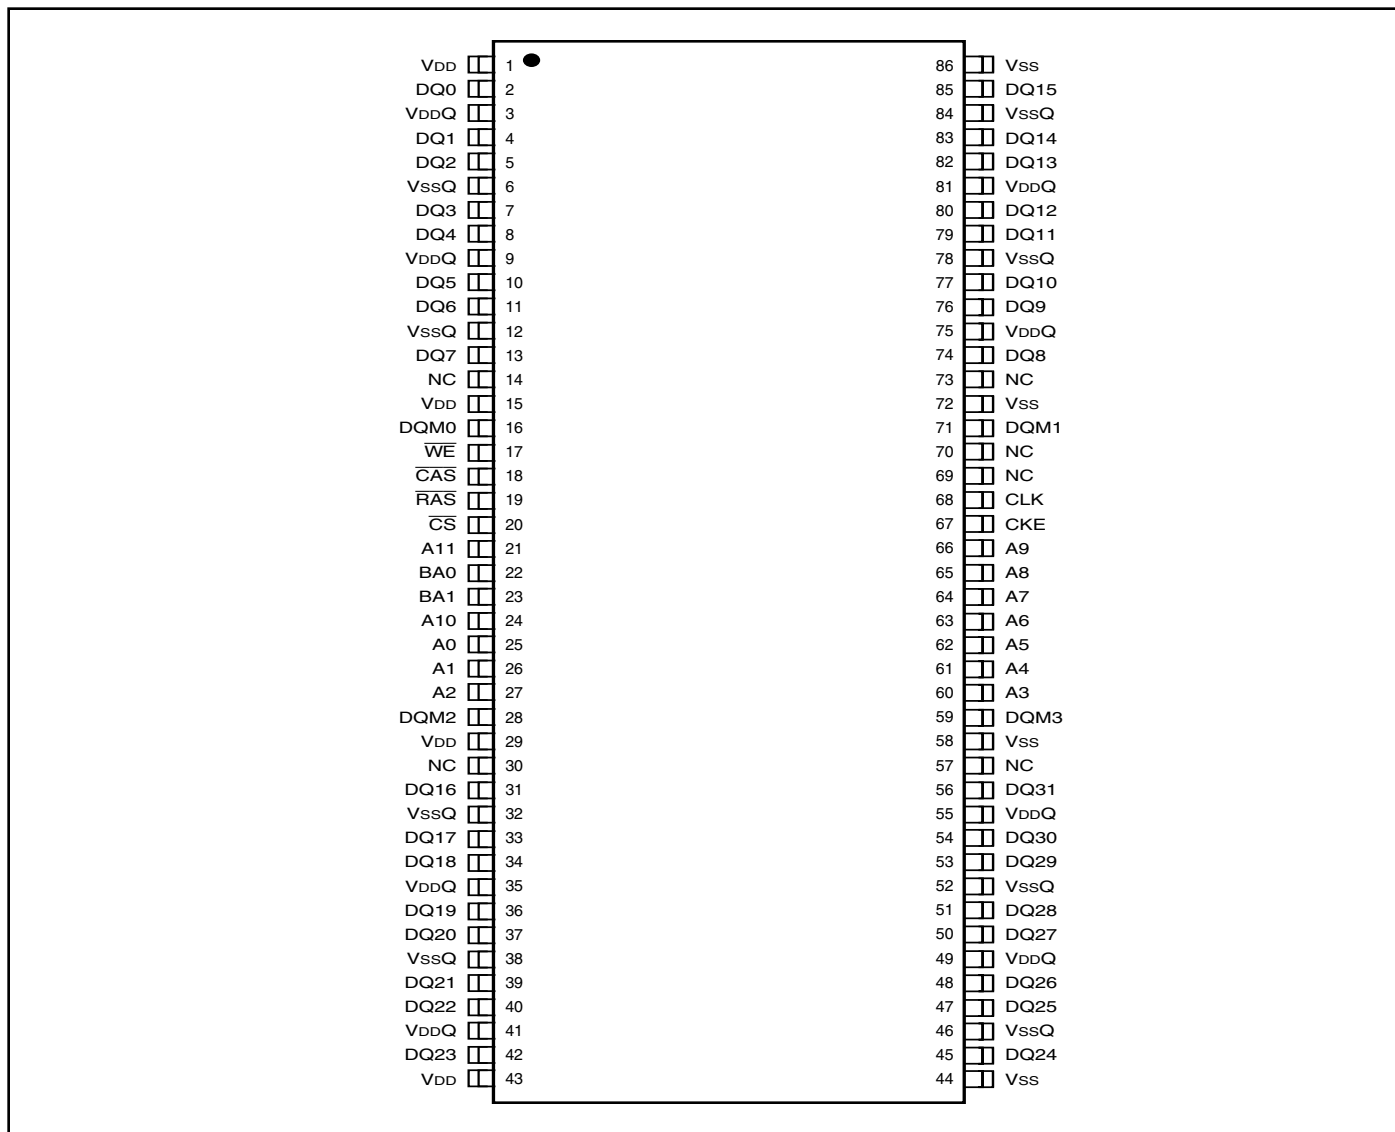 VDD 1 86 VSS
DQ0 2 85 DQ15
VDDQ 3 84 VSSQ
DQ1 4 83 DQ14
DQ2 5 82 DQ13
VSSQ 6 81 VDDQ
DQ3 7 80 DQ12
DQ4 8 79 DQ11
VDDQ 9 78 VSSQ
DQ5 10 77 DQ10
DQ6 11 76 DQ9
VSSQ 12 75 VDDQ
DQ7 13 74 DQ8
NC 14 73 NC
VDD 15 72 VSS
DQM0 16 71 DQM1
W̅E̅ 17 70 NC
C̅A̅S̅ 18 69 NC
R̅A̅S̅ 19 68 CLK
C̅S̅ 20 67 CKE
A11 21 66 A9
BA0 22 65 A8
BA1 23 64 A7
A10 24 63 A6
A0 25 62 A5
A1 26 61 A4
A2 27 60 A3
DQM2 28 59 DQM3
VDD 29 58 VSS
NC 30 57 NC
DQ16 31 56 DQ31
VSSQ 32 55 VDDQ
DQ17 33 54 DQ30
DQ18 34 53 DQ29
VDDQ 35 52 VSSQ
DQ19 36 51 DQ28
DQ20 37 50 DQ27
VSSQ 38 49 VDDQ
DQ21 39 48 DQ26
DQ22 40 47 DQ25
VDDQ 41 46 VSSQ
DQ23 42 45 DQ24
VDD 43 44 VSS